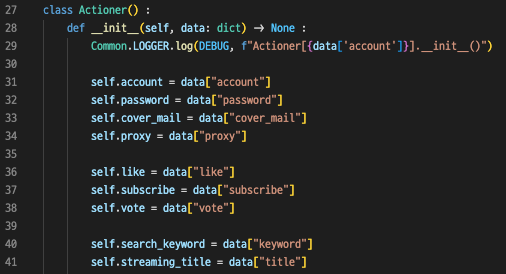 27 class Actioner() :
28     def __init__(self, data: dict) -> None :
29         Common.LOGGER.log(DEBUG, f"Actioner[{data['account']}].__init__()")
30
31         self.account = data["account"]
32         self.password = data["password"]
33         self.cover_mail = data["cover_mail"]
34         self.proxy = data["proxy"]
35
36         self.like = data["like"]
37         self.subscribe = data["subscribe"]
38         self.vote = data["vote"]
39
40         self.search_keyword = data["keyword"]
41         self.streaming_title = data["title"]